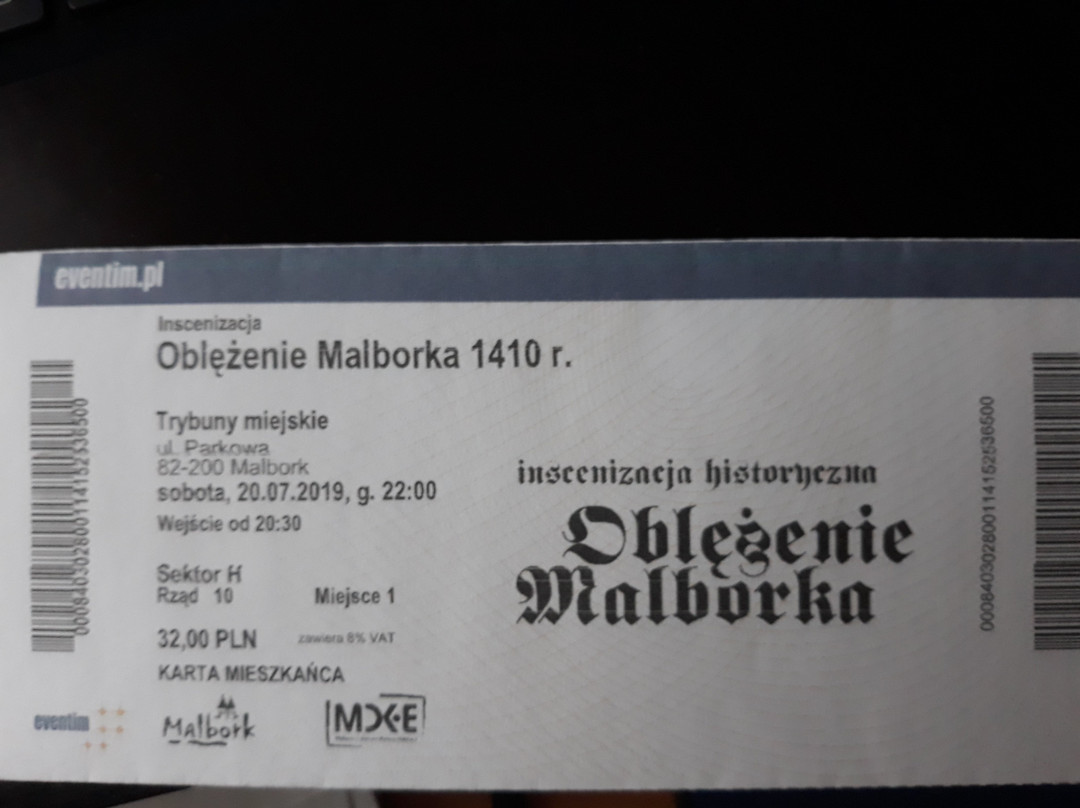 eventim.pl
Inscenizacja
Oblężenie Malborka 1410 r.
Trybuny miejskie
ul. Parkowa
82-200 Malbork
sobota, 20.07.2019, g. 22:00
Wejście od 20:30
Sektor H
Rząd 10 Miejsce 1
32,00 PLN zawiera 8% VAT
KARTA MIESZKAŃCA
inscenizacja historyczna
Oblężenie
Malborka
eventim
Malbork
000840302800114152536500
000840302800114152536500